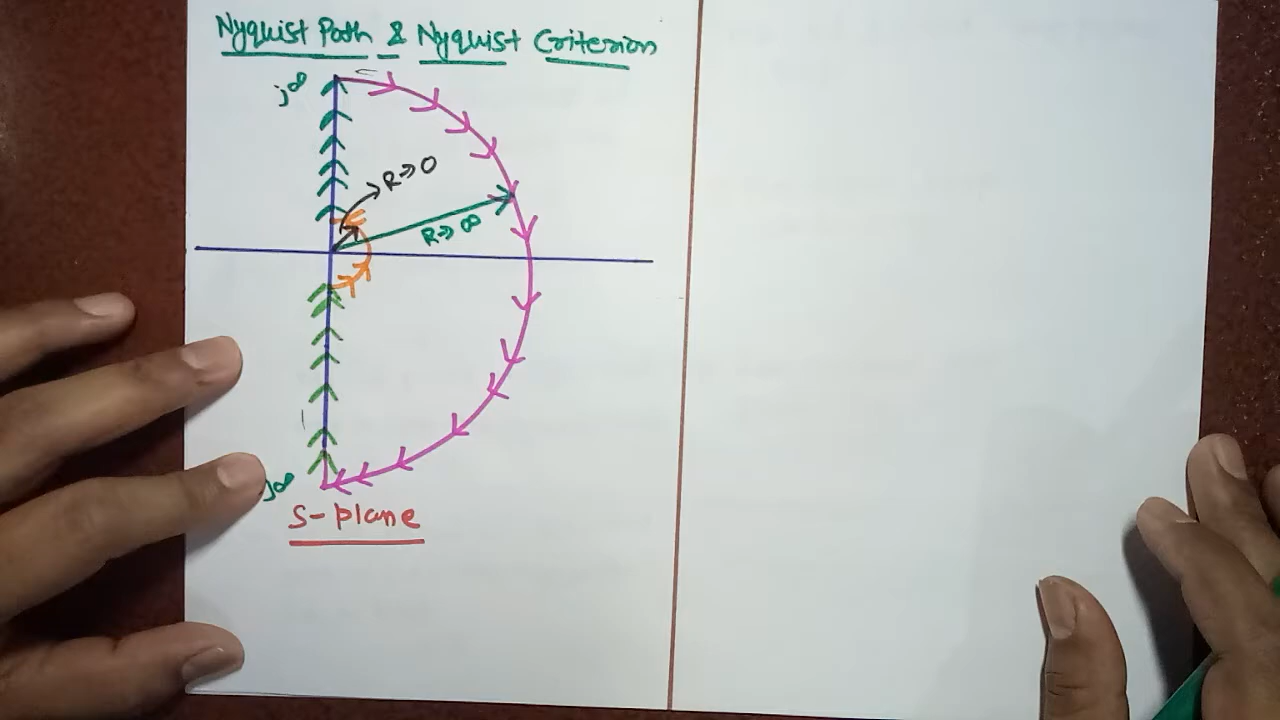 Nyquist Path & Nyquist Criterion
j∞
R→0
R→∞
j∞
S-plane